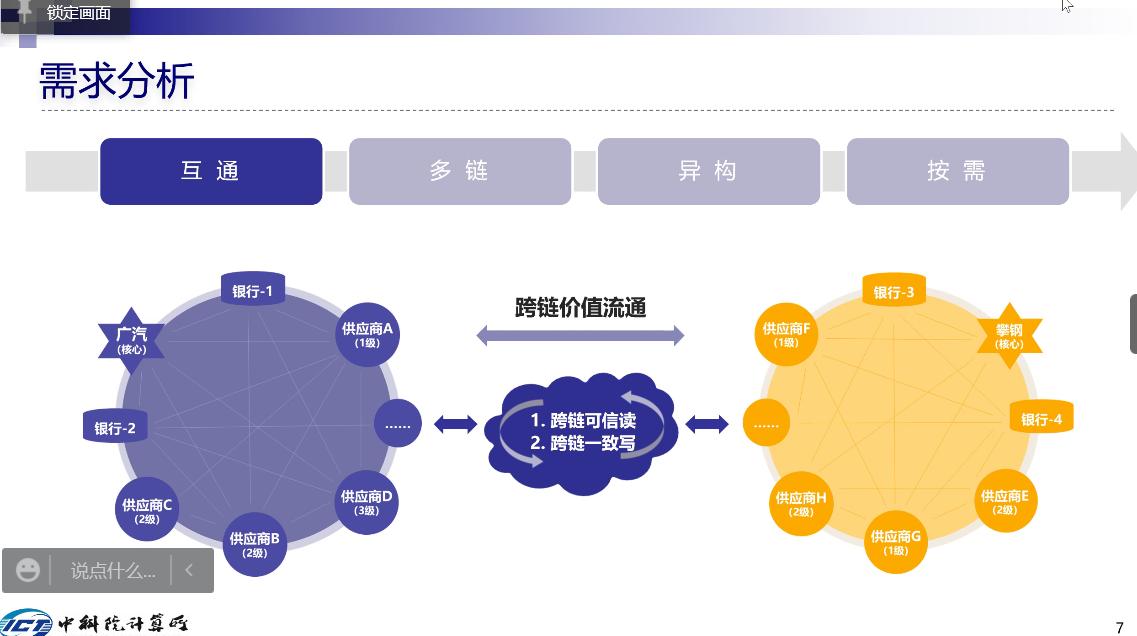 锁定画面
需求分析
互 通
多 链
异 构
按 需
银行-1
广汽
(核心)
供应商A
(1级)
银行-2
......
供应商C
(2级)
供应商D
(3级)
供应商B
(2级)
跨链价值流通
1. 跨链可信读
2. 跨链一致写
银行-3
供应商F
(1级)
攀钢
(核心)
......
银行-4
供应商H
(2级)
供应商E
(2级)
供应商G
(1级)
说点什么...
ICT 中科院计算所
7